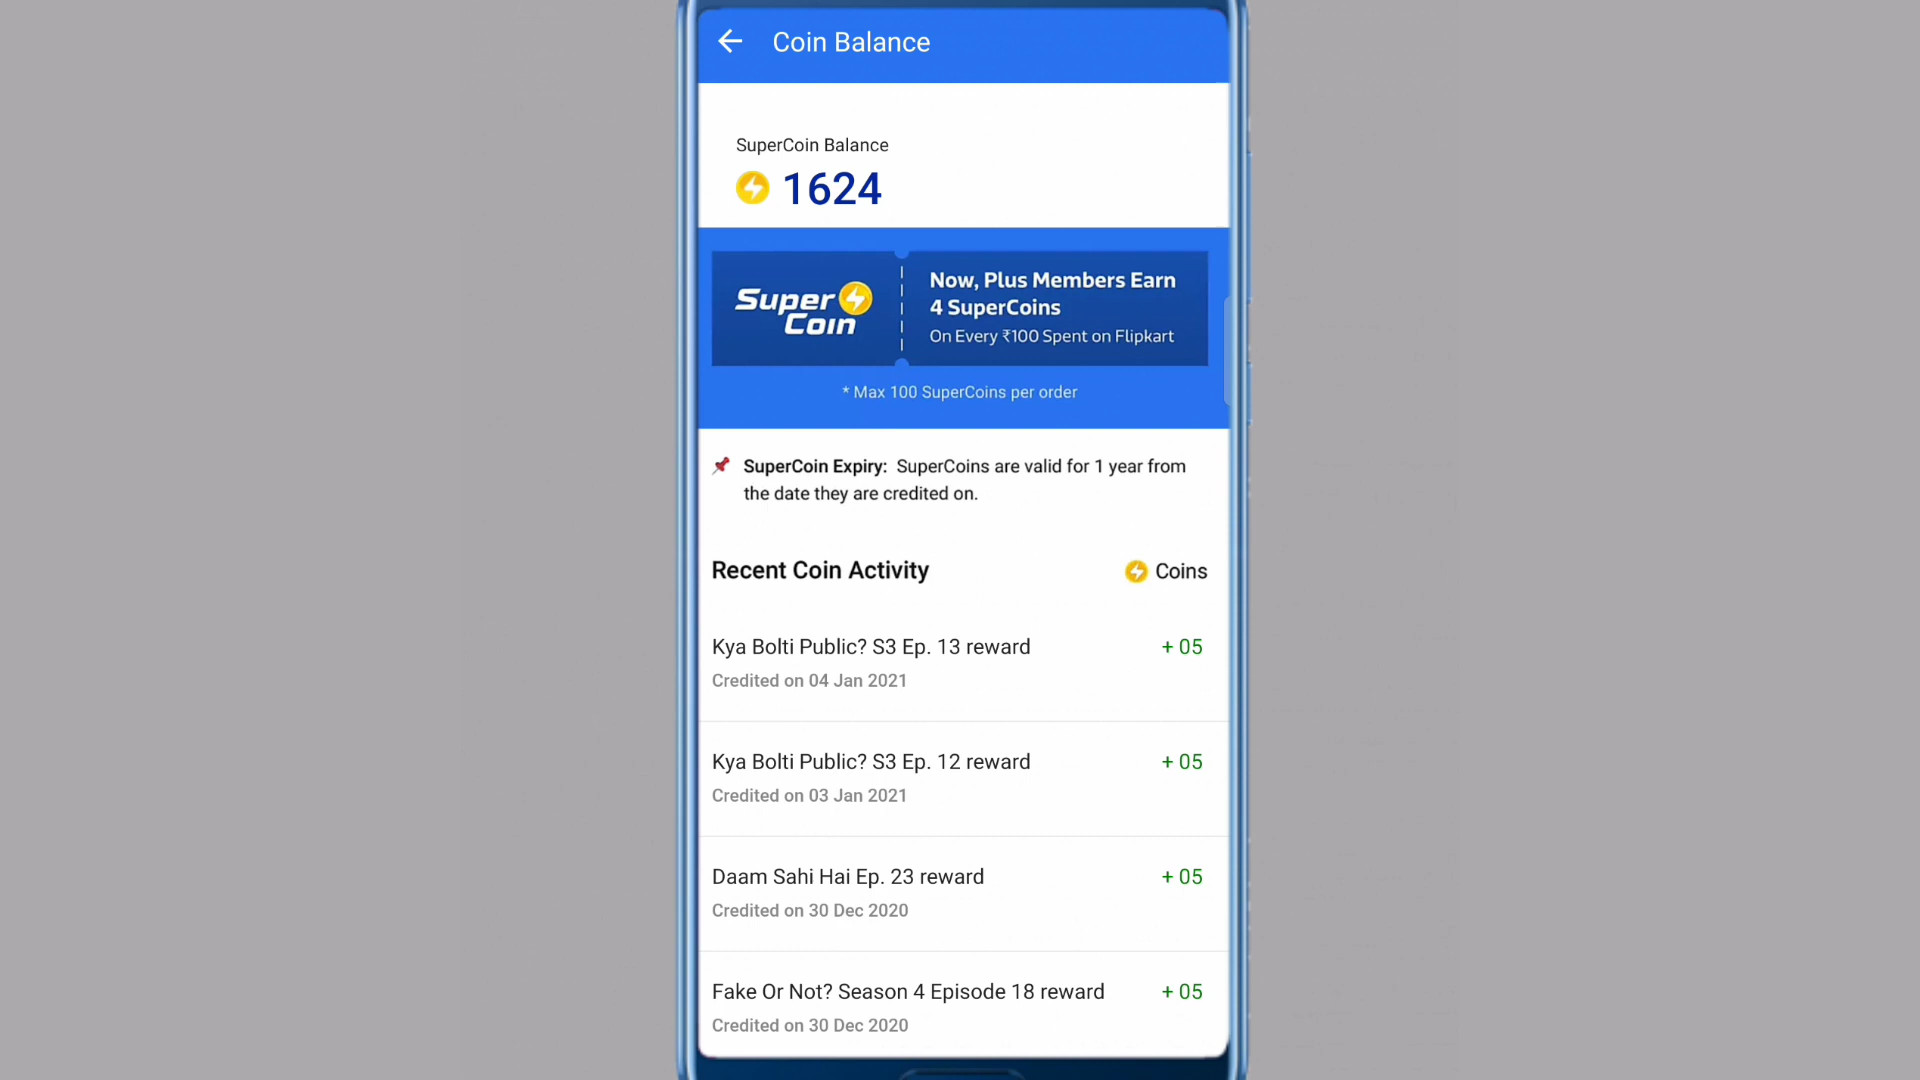 Coin Balance
SuperCoin Balance
1624
Super
Coin
Now, Plus Members Earn
4 SuperCoins
On Every ₹100 Spent on Flipkart
* Max 100 SuperCoins per order
SuperCoin Expiry: SuperCoins are valid for 1 year from
the date they are credited on.
Recent Coin Activity Coins
Kya Bolti Public? S3 Ep. 13 reward + 05
Credited on 04 Jan 2021
Kya Bolti Public? S3 Ep. 12 reward + 05
Credited on 03 Jan 2021
Daam Sahi Hai Ep. 23 reward + 05
Credited on 30 Dec 2020
Fake Or Not? Season 4 Episode 18 reward + 05
Credited on 30 Dec 2020